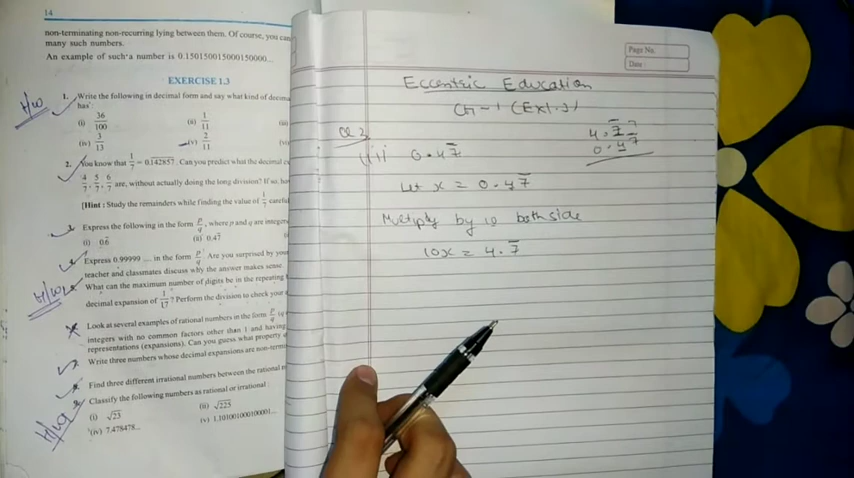 14
non-terminating non-recurring lying between them. Of course, you can
many such numbers.
An example of such a number is 0.150150015000150000...
EXERCISE 1.3
H/W
1. Write the following in decimal form and say what kind of decima
has:
(i) 36/100 (ii) 1/11 (iii)
(iv) 3/13 (v) 2/11 (vi)
2. You know that 1/7 = 0.142857. Can you predict what the decimal e
4/7, 5/7, 6/7 are, without actually doing the long division? If so, ho
[Hint : Study the remainders while finding the value of 1/7 careful
Express the following in the form p/q, where p and q are integer
(i) 0.6̅ (ii) 0.47̅
Express 0.99999 .... in the form p/q. Are you surprised by your
teacher and classmates discuss why the answer makes sense.
H/W
What can the maximum number of digits be in the repeating
decimal expansion of 1/17? Perform the division to check your
Look at several examples of rational numbers in the form p/q (q
integers with no common factors other than 1 and having
representations (expansions). Can you guess what property
Write three numbers whose decimal expansions are non-termi
Find three different irrational numbers between the rational
H/W
Classify the following numbers as rational or irrational :
(i) √23 (ii) √225
(iv) 7.478478... (v) 1.101001000100001...
Page No.
Date
Eccentric Education
Ch-1 (Ex1.3)
Q.3
(ii) 0.47̅
4.7̅7
0.47̅
Let x = 0.47̅
Multiply by 10 both side
10x = 4.7̅